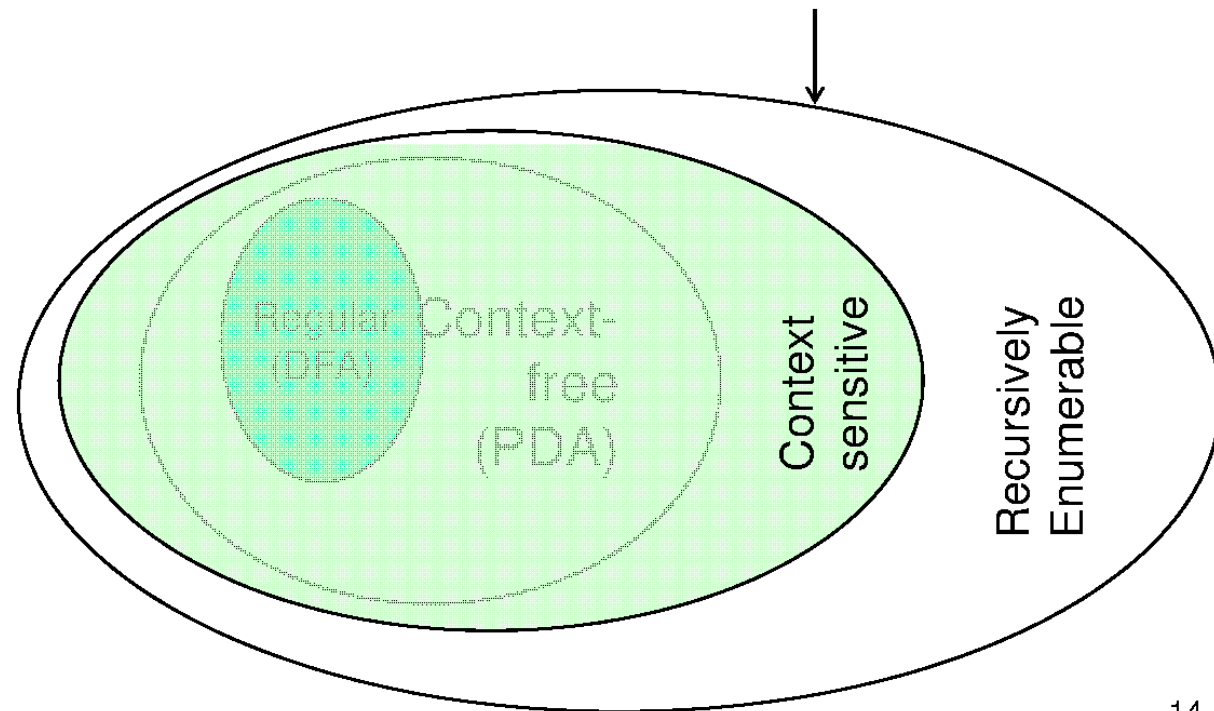 Regular
(DFA)
Context-
free
(PDA)
Context
sensitive
Recursively
Enumerable
14